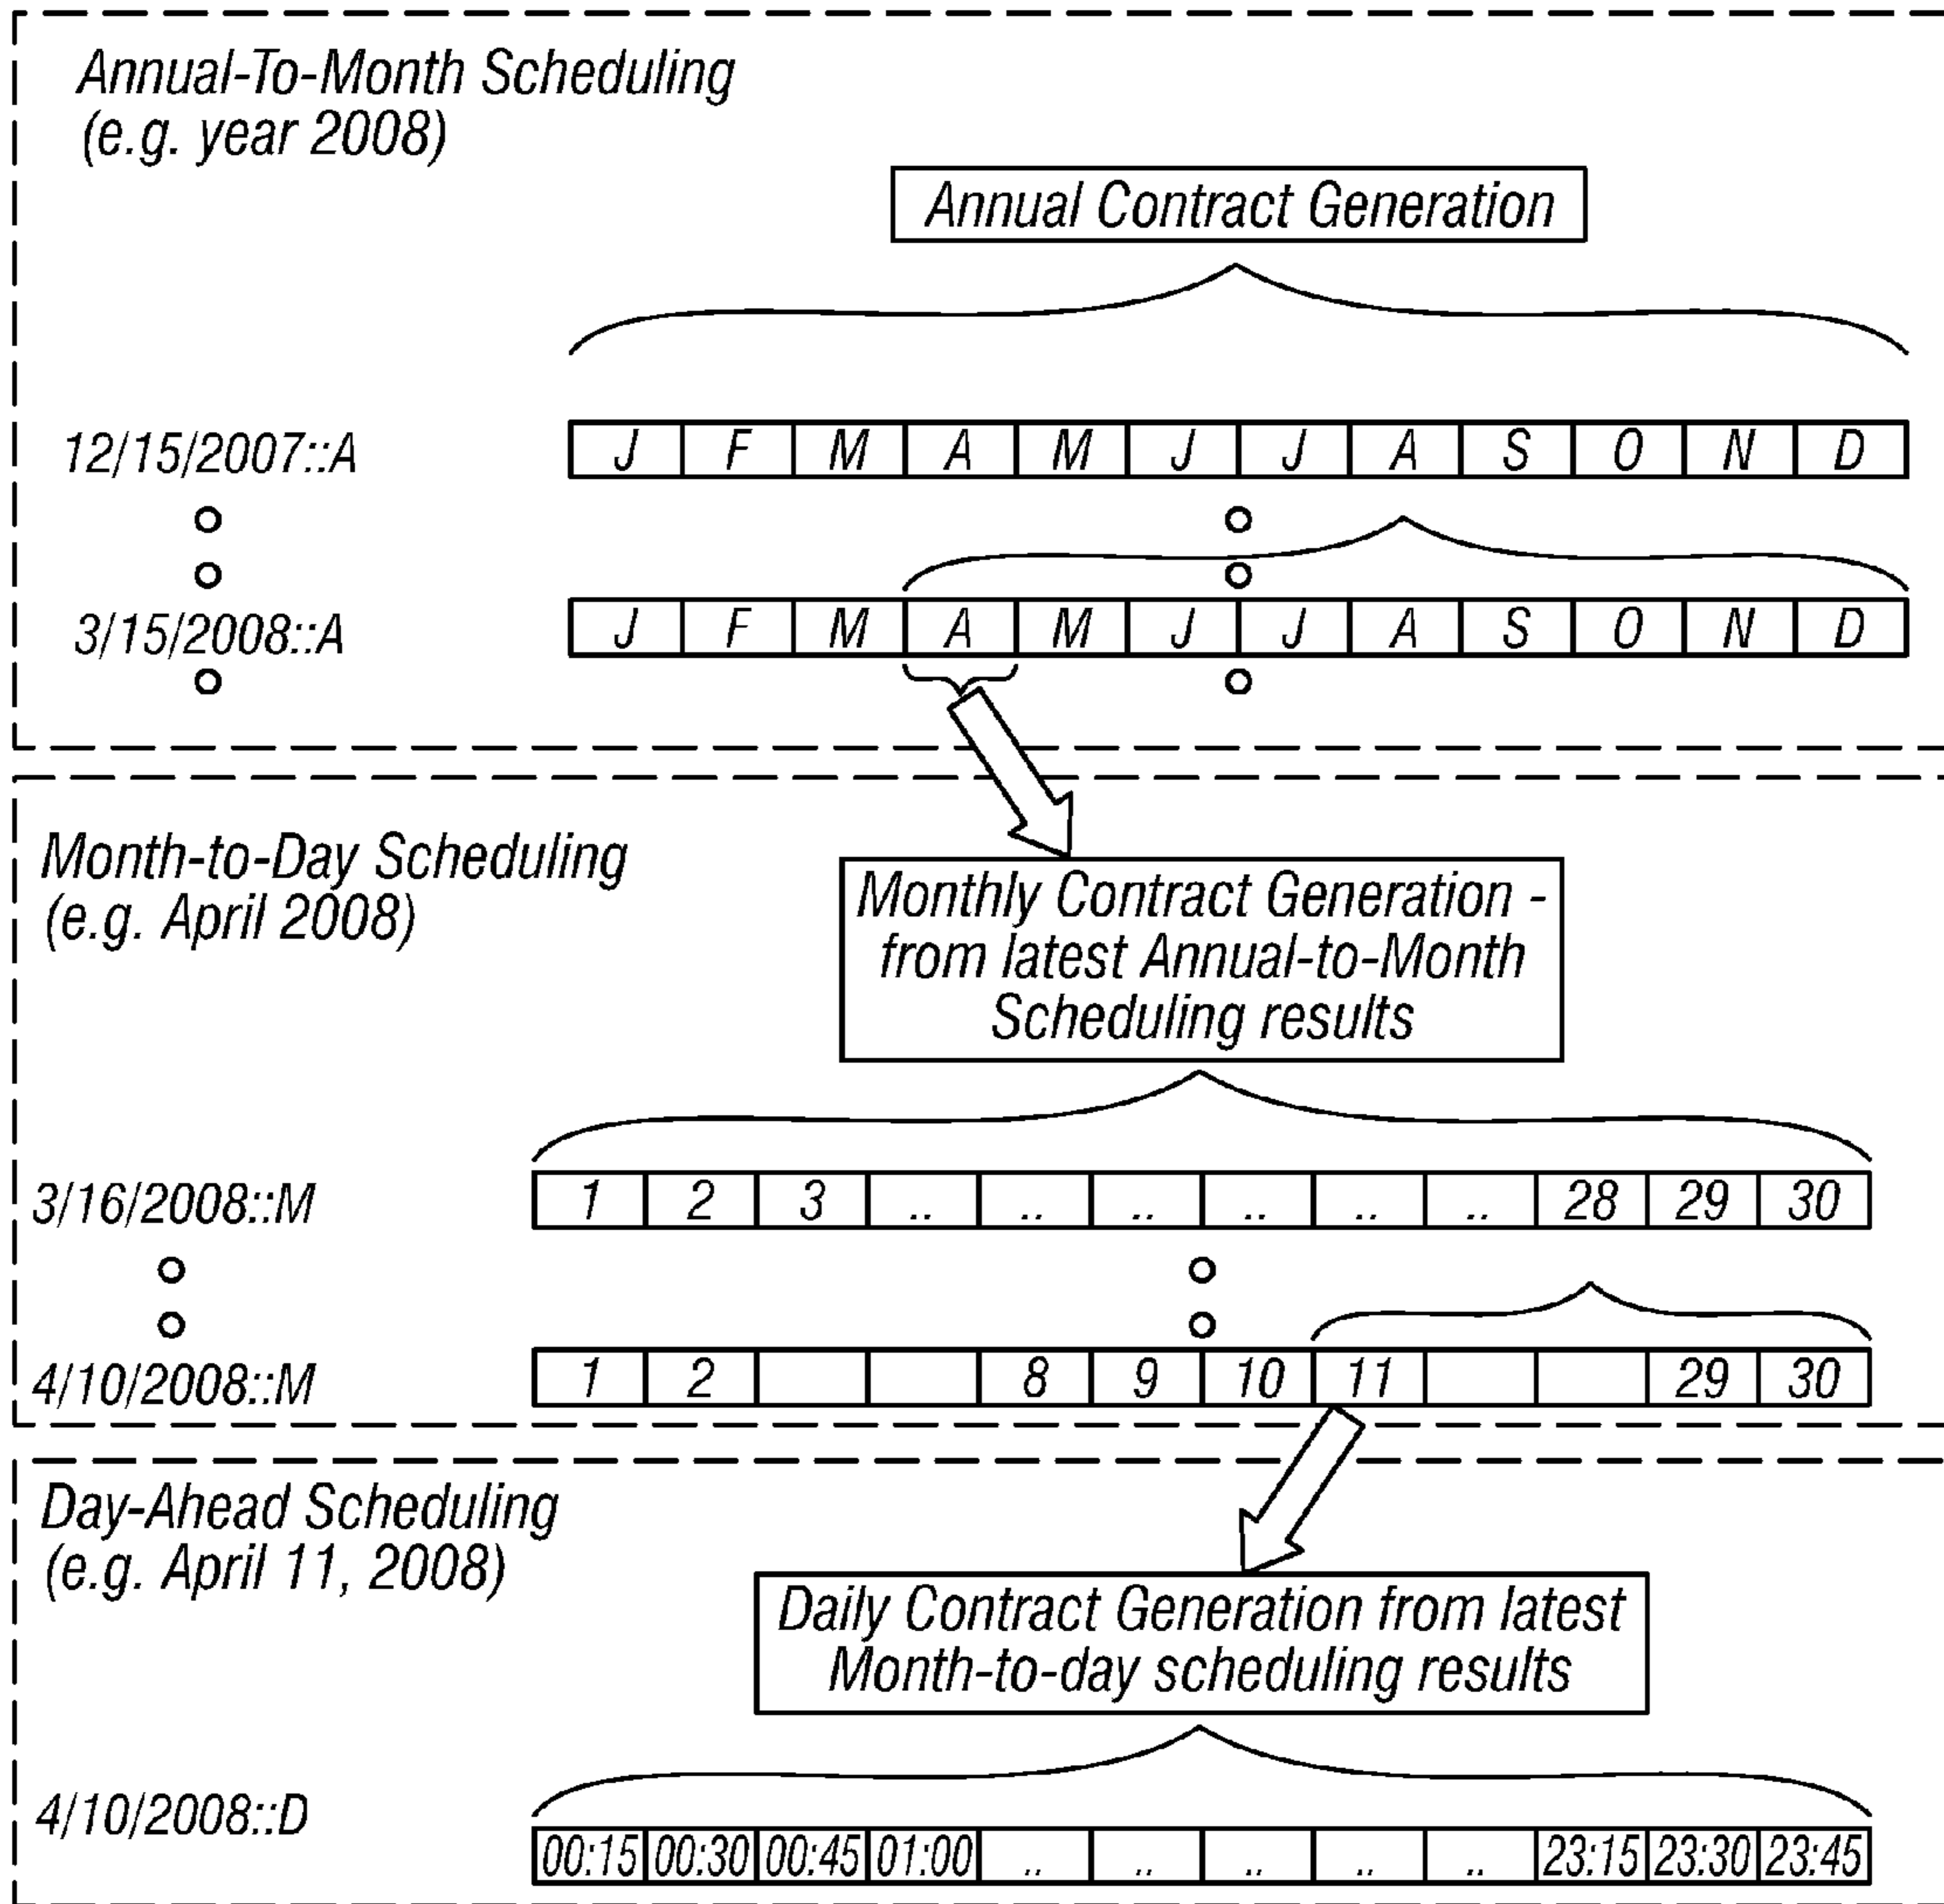 Annual-To-Month Scheduling
(e.g. year 2008)
Annual Contract Generation
12/15/2007::A
J F M A M J J A S O N D
3/15/2008::A
J F M A M J J A S O N D
Month-to-Day Scheduling
(e.g. April 2008)
Monthly Contract Generation -
from latest Annual-to-Month
Scheduling results
3/16/2008::M
1 2 3 .. .. .. .. .. .. 28 29 30
4/10/2008::M
1 2 8 9 10 11 29 30
Day-Ahead Scheduling
(e.g. April 11, 2008)
Daily Contract Generation from latest
Month-to-day scheduling results
4/10/2008::D
00:15 00:30 00:45 01:00 .. .. .. .. .. 23:15 23:30 23:45